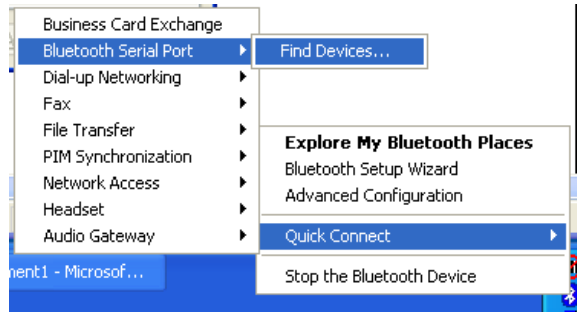 Business Card Exchange
Bluetooth Serial Port
Dial-up Networking
Fax
File Transfer
PIM Synchronization
Network Access
Headset
Audio Gateway
Find Devices...
Explore My Bluetooth Places
Bluetooth Setup Wizard
Advanced Configuration
Quick Connect
Stop the Bluetooth Device
ment1 - Microsof...